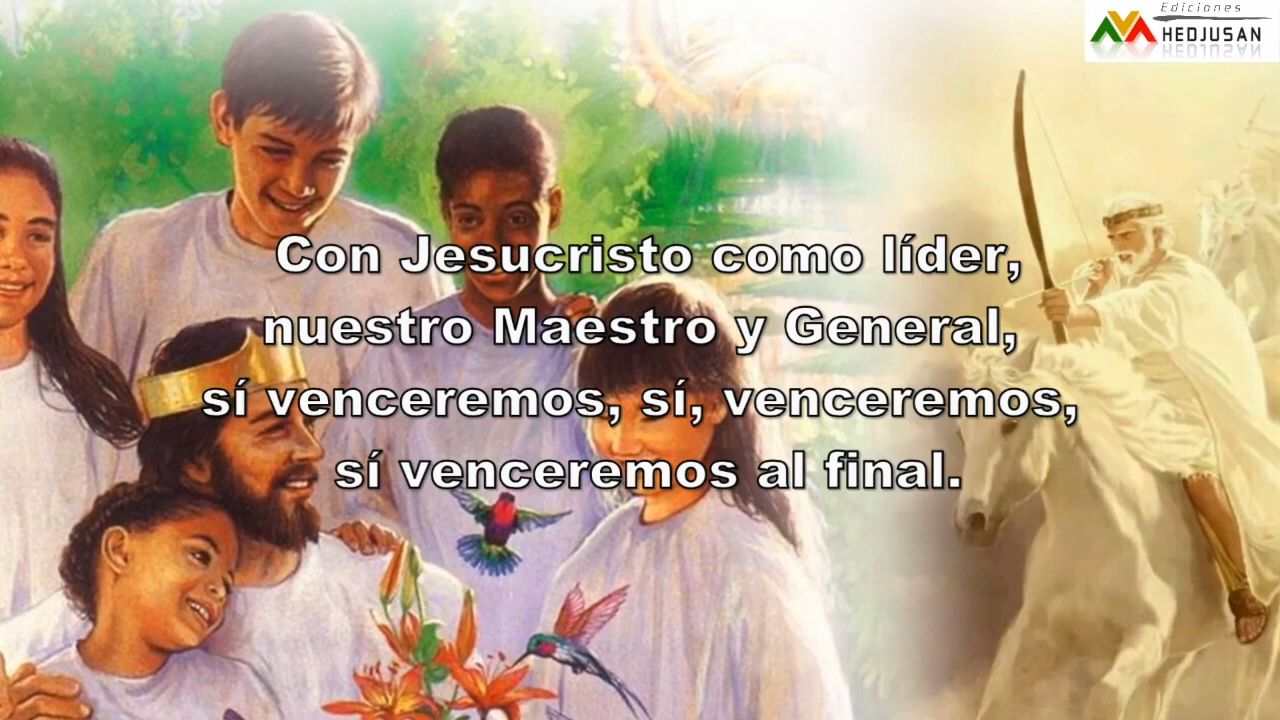 Ediciones
HEDJUSAN
Con Jesucristo como líder,
nuestro Maestro y General,
sí venceremos, sí, venceremos,
sí venceremos al final.